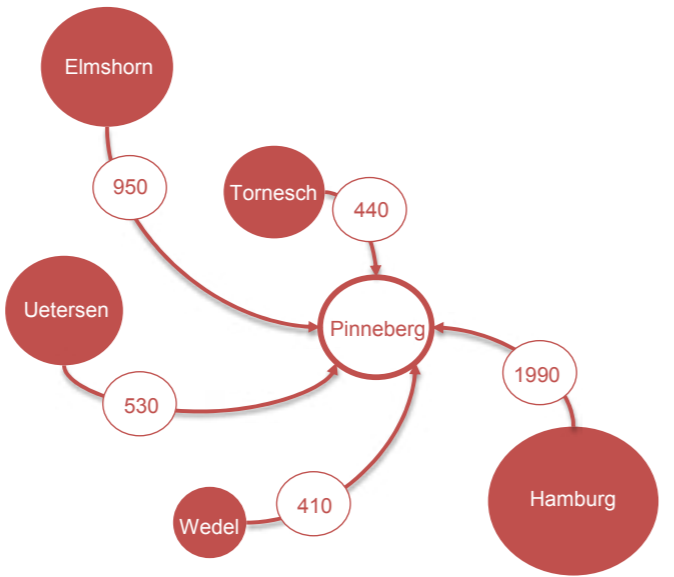 Elmshorn
950
Tornesch
440
Uetersen
Pinneberg
530
1990
410
Wedel
Hamburg